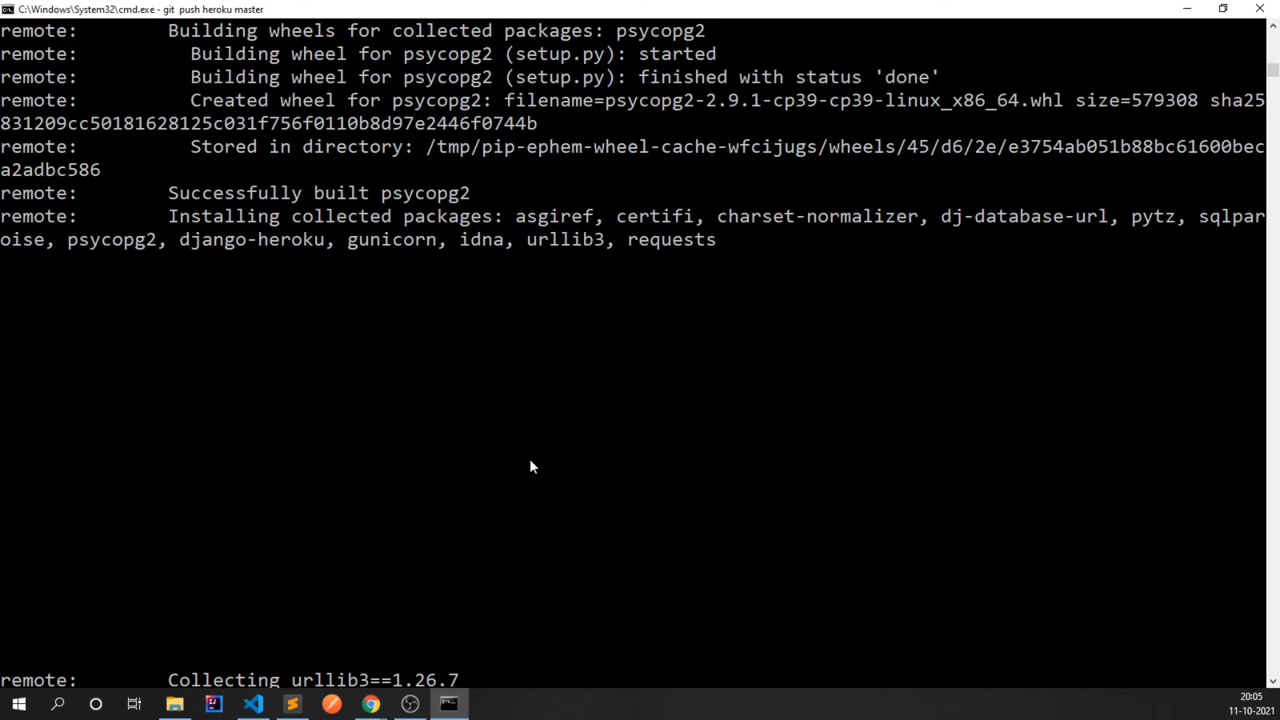 C:\Windows\System32\cmd.exe - git push heroku master
remote:        Building wheels for collected packages: psycopg2
remote:          Building wheel for psycopg2 (setup.py): started
remote:          Building wheel for psycopg2 (setup.py): finished with status 'done'
remote:          Created wheel for psycopg2: filename=psycopg2-2.9.1-cp39-cp39-linux_x86_64.whl size=579308 sha25
831209cc50181628125c031f756f0110b8d97e2446f0744b
remote:          Stored in directory: /tmp/pip-ephem-wheel-cache-wfcijugs/wheels/45/d6/2e/e3754ab051b88bc61600bec
a2adbc586
remote:        Successfully built psycopg2
remote:        Installing collected packages: asgiref, certifi, charset-normalizer, dj-database-url, pytz, sqlpar
oise, psycopg2, django-heroku, gunicorn, idna, urllib3, requests
remote:        Collecting urllib3==1.26.7
20:05
11-10-2021